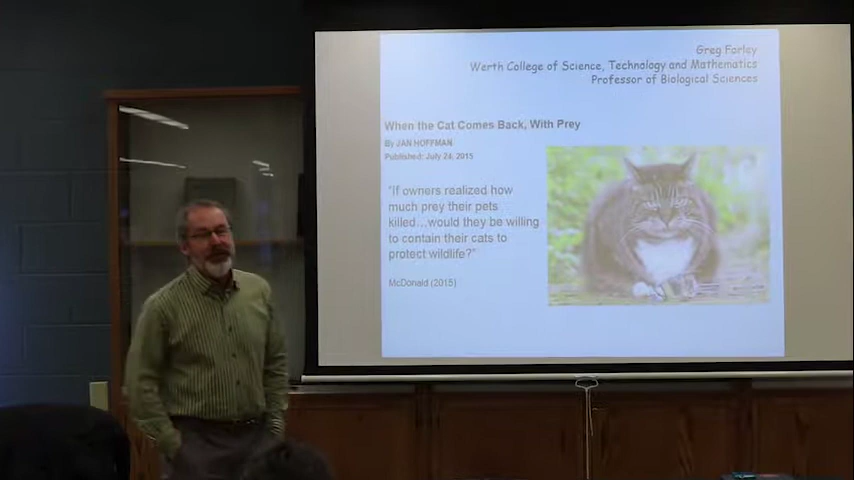 Greg Farley
Werth College of Science, Technology and Mathematics
Professor of Biological Sciences
When the Cat Comes Back, With Prey
By JAN HOFFMAN
Published: July 24, 2015
"If owners realized how
much prey their pets
killed…would they be willing
to contain their cats to
protect wildlife?"
McDonald (2015)